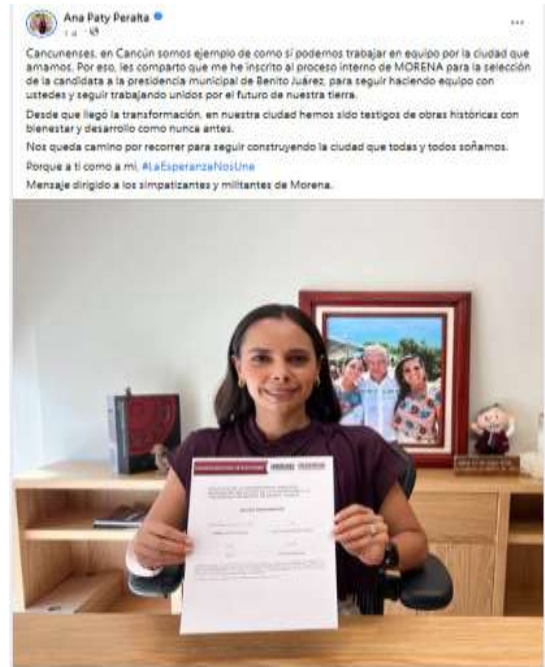 Ana Paty Peralta
1 d
Cancunenses, en Cancún somos ejemplo de como sí podemos trabajar en equipo por la ciudad que
amamos. Por eso, les comparto que me he inscrito al proceso interno de MORENA para la selección
de la candidata a la presidencia municipal de Benito Juárez, para seguir haciendo equipo con
ustedes y seguir trabajando unidos por el futuro de nuestra tierra.
Desde que llegó la transformación, en nuestra ciudad hemos sido testigos de obras históricas con
bienestar y desarrollo como nunca antes.
Nos queda camino por recorrer para seguir construyendo la ciudad que todas y todos soñamos.
Porque a ti como a mi, #LaEsperanzaNosUne
Mensaje dirigido a los simpatizantes y militantes de Morena.